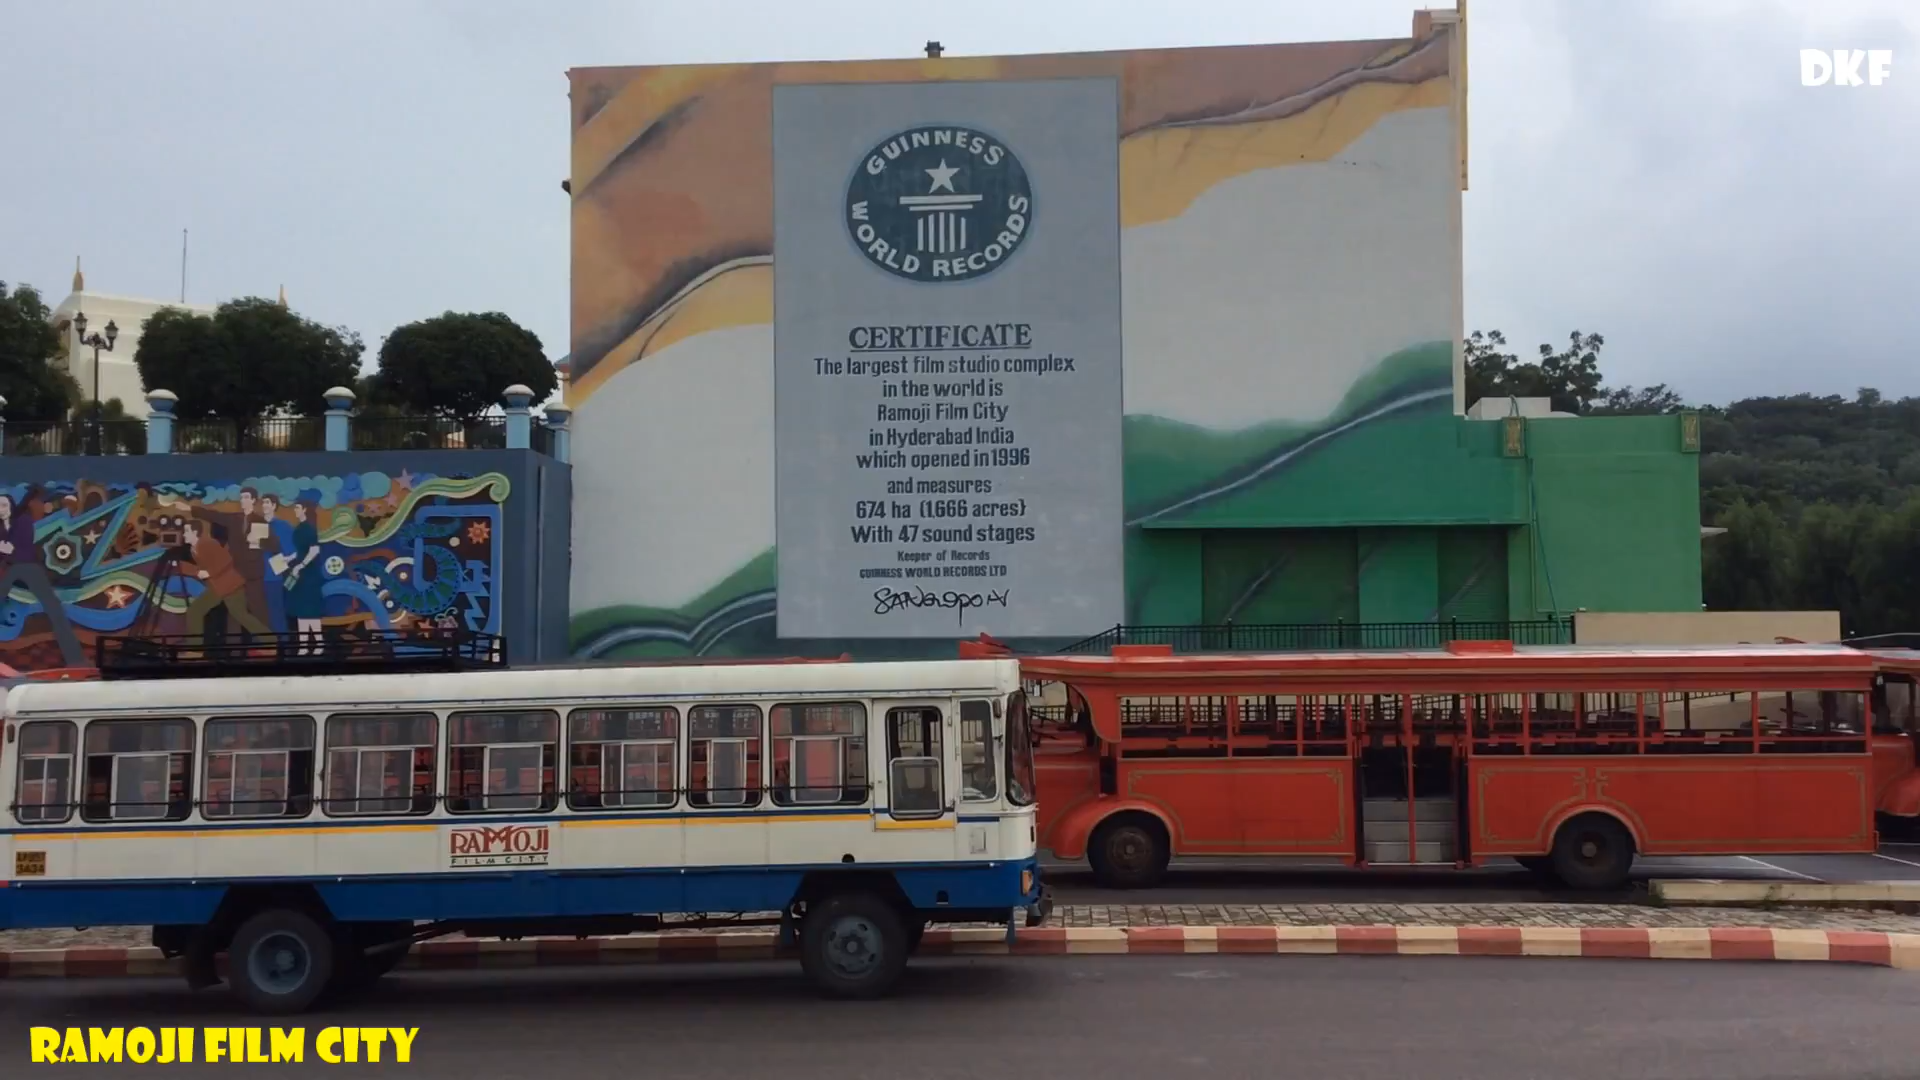 DKF
GUINNESS
WORLD RECORDS
CERTIFICATE
The largest film studio complex
in the world is
Ramoji Film City
in Hyderabad India
which opened in 1996
and measures
674 ha (1.666 acres)
With 47 sound stages
Keeper of Records
GUINNESS WORLD RECORDS LTD
RAMOJI
FILM CITY
RAMOJI FILM CITY